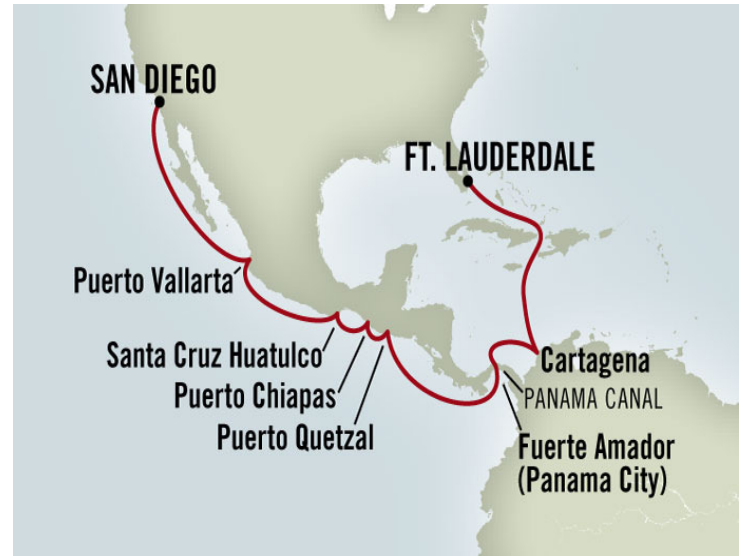 SAN DIEGO
FT. LAUDERDALE
Puerto Vallarta
Santa Cruz Huatulco
Puerto Chiapas
Puerto Quetzal
Cartagena
PANAMA CANAL
Fuerte Amador
(Panama City)